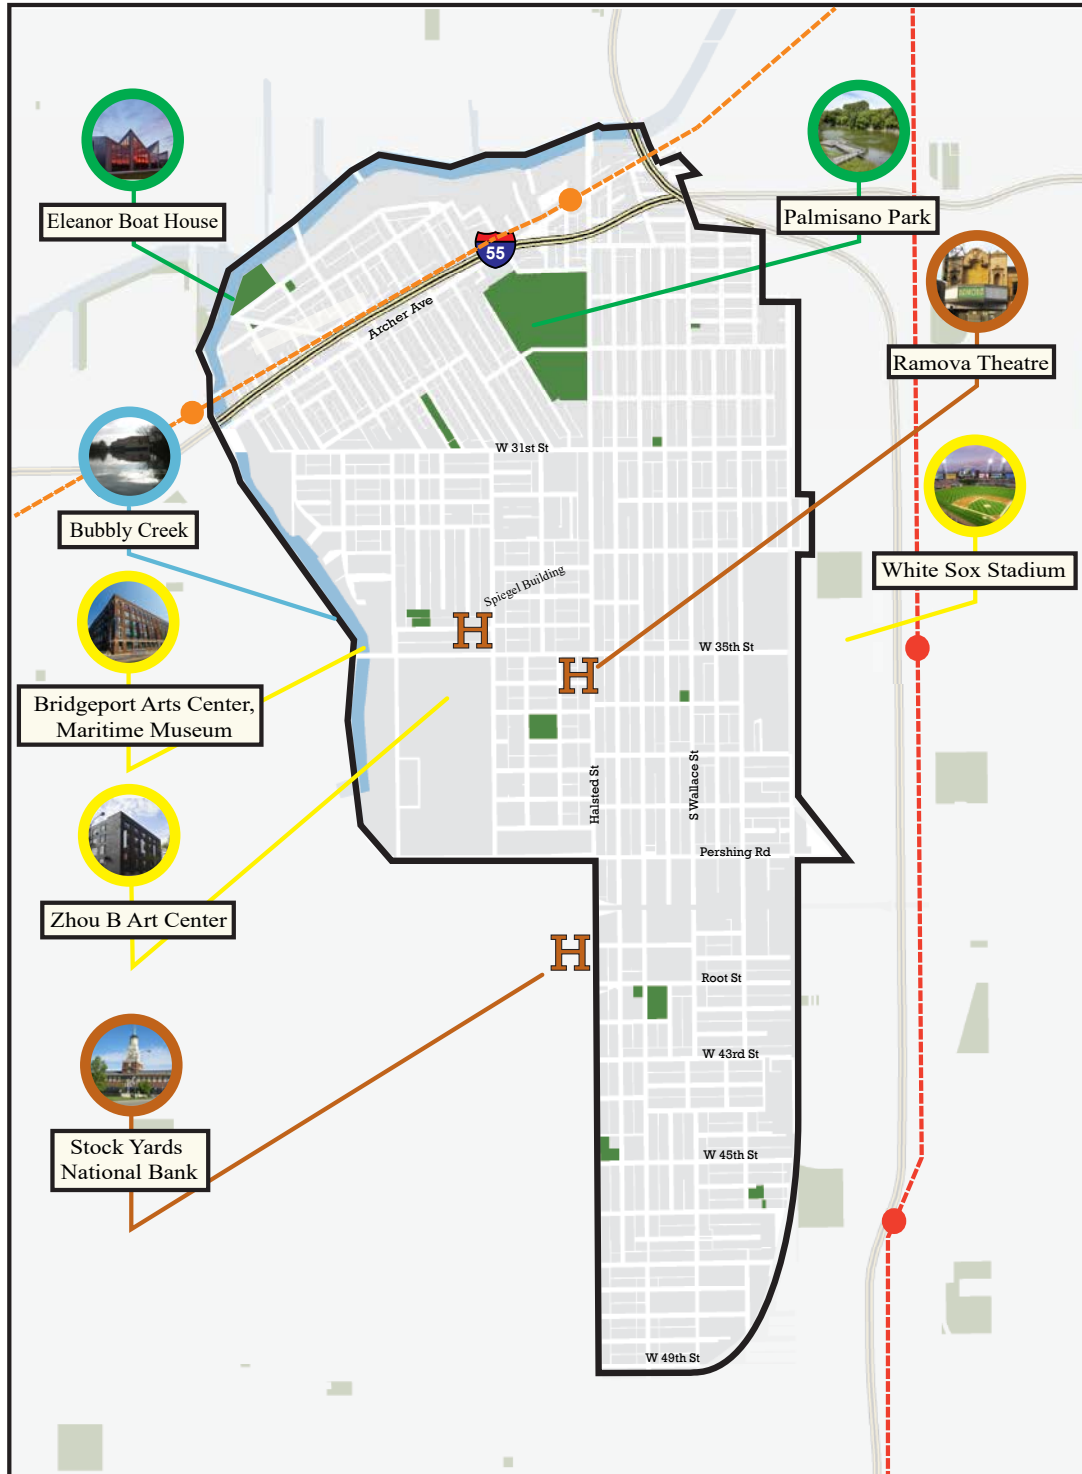 Eleanor Boat House
Palmisano Park
55
Archer Ave
Ramova Theatre
W 31st St
Bubbly Creek
White Sox Stadium
Spiegel Building
H
W 35th St
H
Bridgeport Arts Center,
Maritime Museum
Halsted St
S Wallace St
Pershing Rd
Zhou B Art Center
H
Root St
W 43rd St
Stock Yards
National Bank
W 45th St
W 49th St